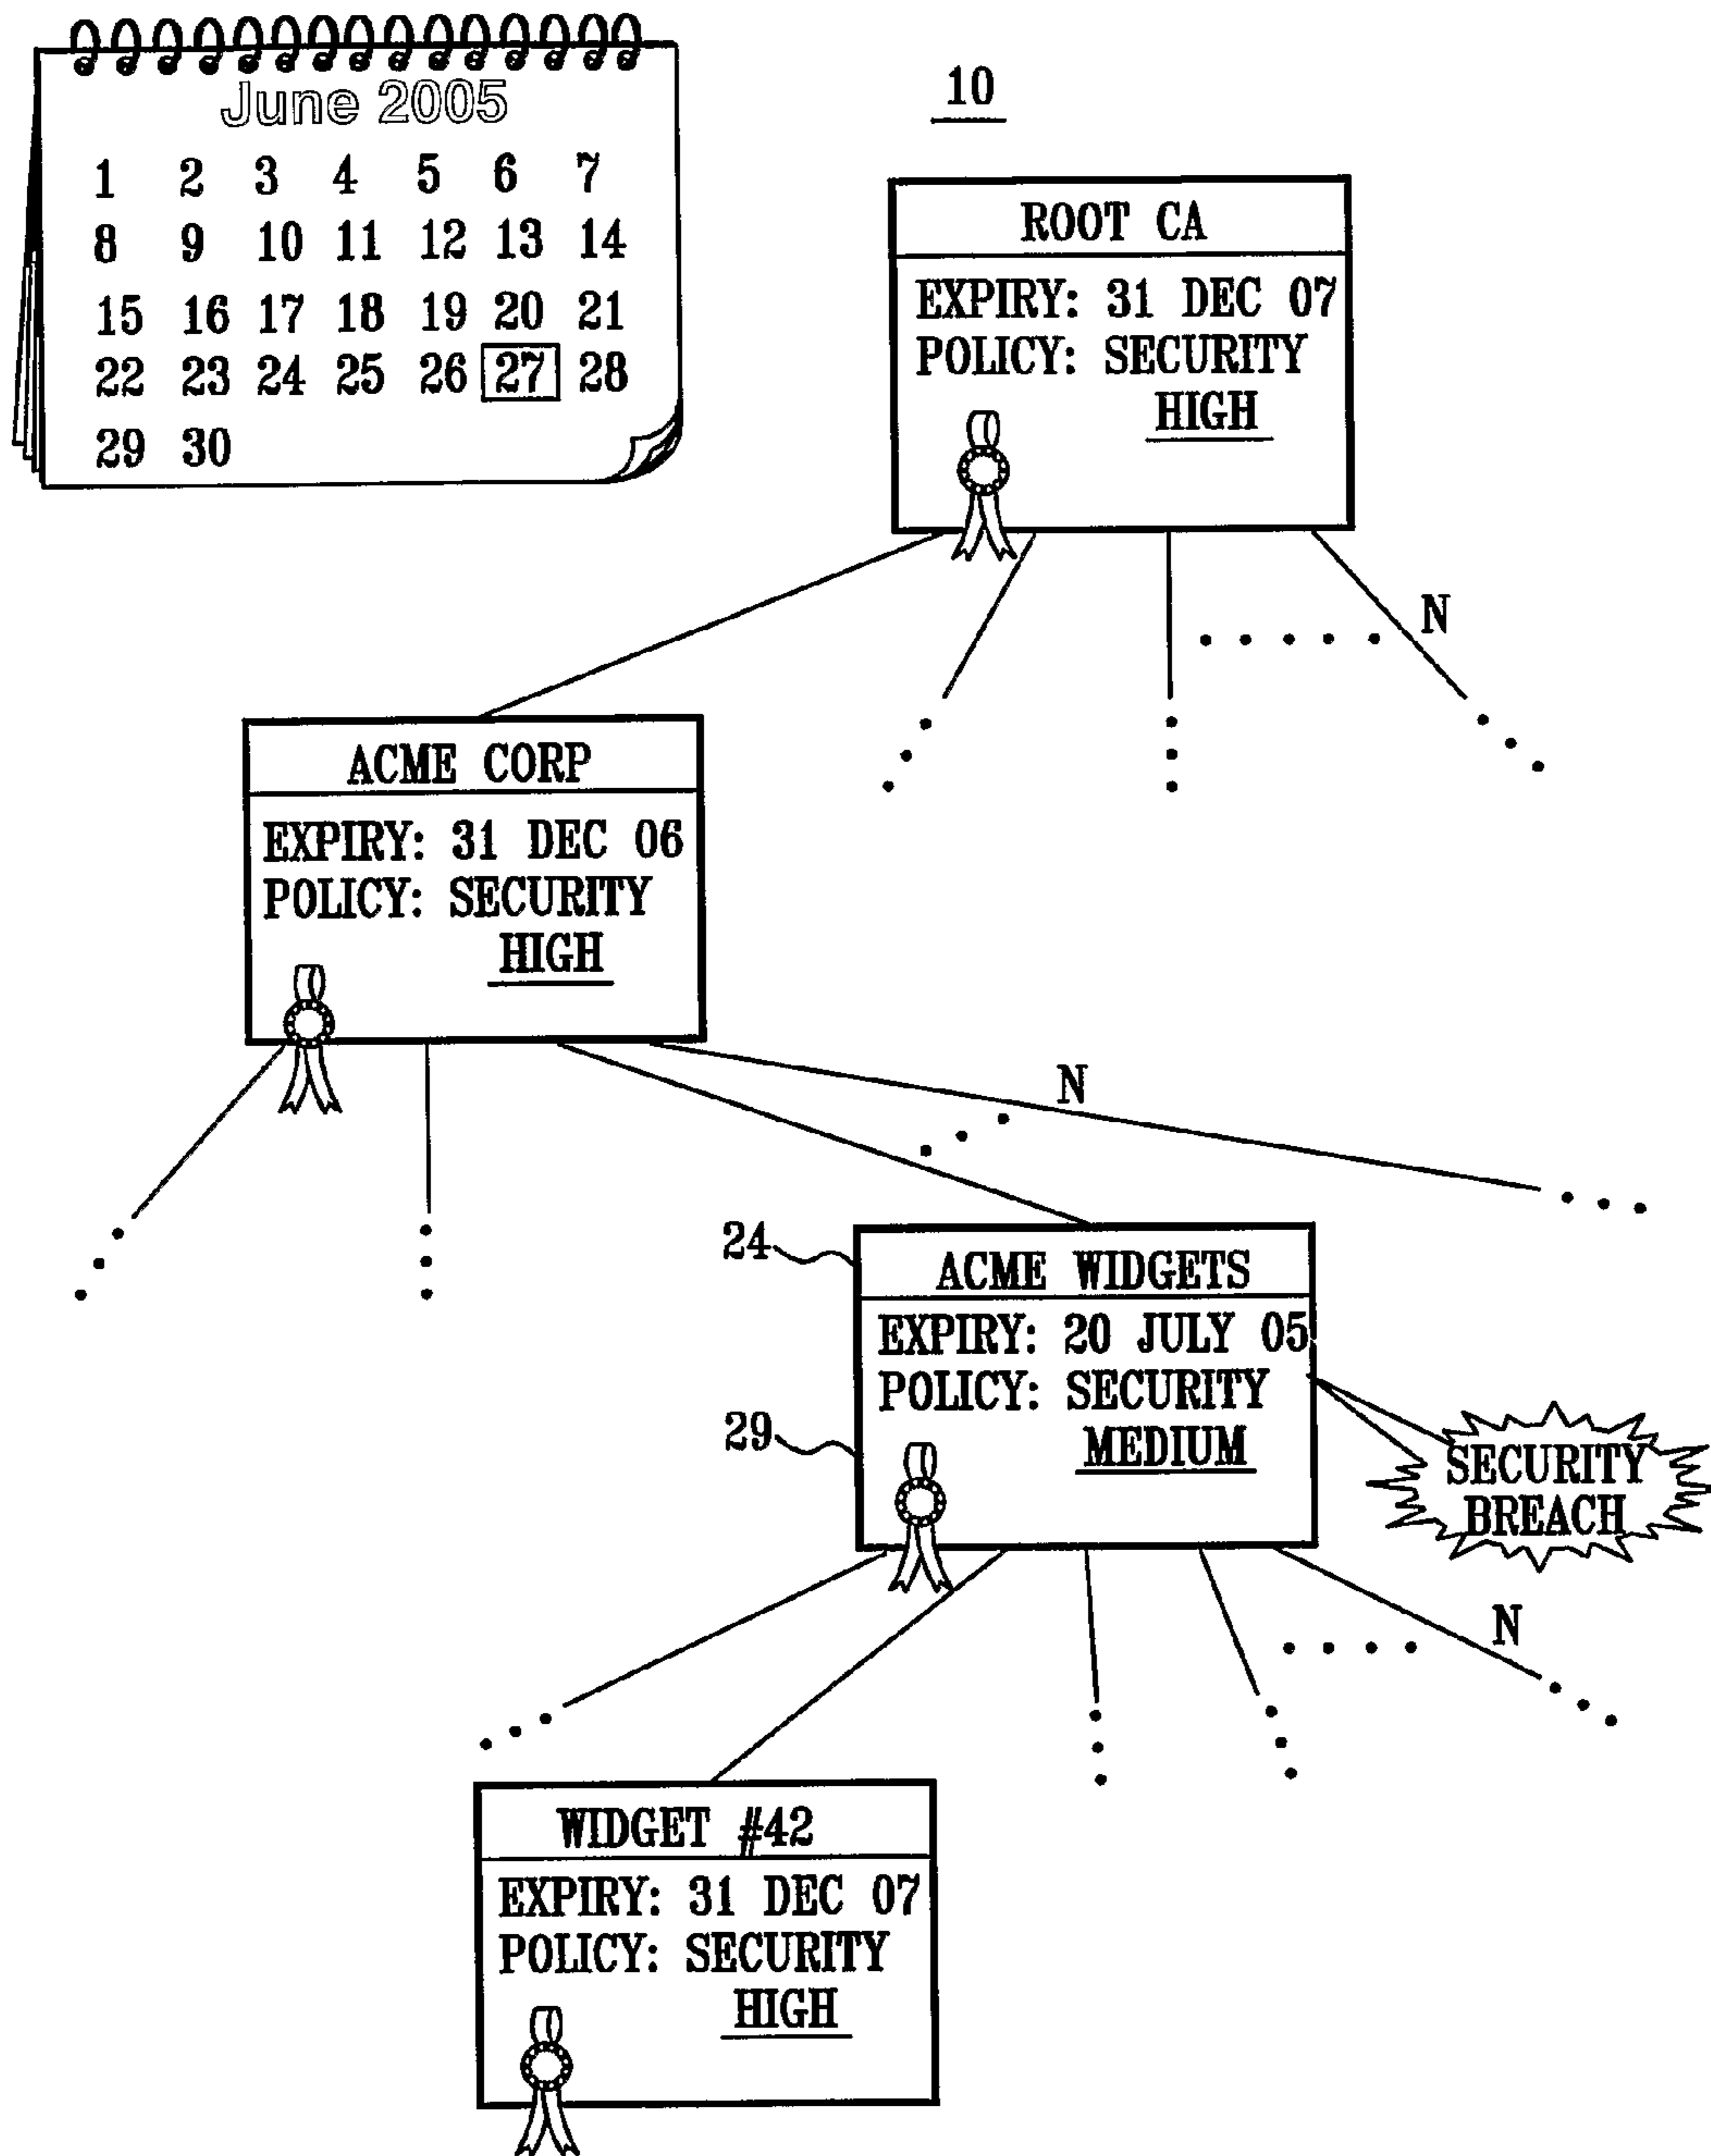 June 2005
1 2 3 4 5 6 7
8 9 10 11 12 13 14
15 16 17 18 19 20 21
22 23 24 25 26 27 28
29 30
10
ROOT CA
EXPIRY: 31 DEC 07
POLICY: SECURITY
HIGH
N
ACME CORP
EXPIRY: 31 DEC 06
POLICY: SECURITY
HIGH
N
24
ACME WIDGETS
EXPIRY: 20 JULY 05
POLICY: SECURITY
MEDIUM
29
SECURITY
BREACH
N
WIDGET #42
EXPIRY: 31 DEC 07
POLICY: SECURITY
HIGH